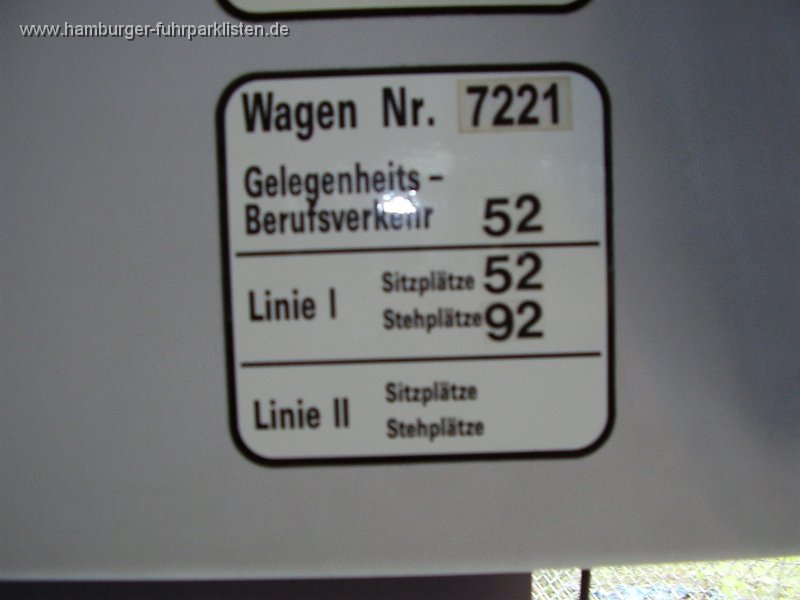 www.hamburger-fuhrparklisten.de
Wagen Nr. 7221
Gelegenheits-
Berufsverkehr 52
Sitzplätze 52
Linie I
Stehplätze 92
Sitzplätze
Linie II
Stehplätze